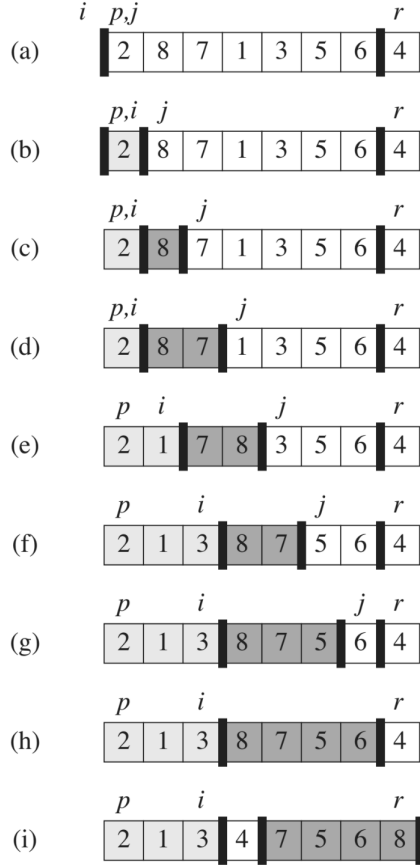 i p,j r
(a) 2 8 7 1 3 5 6 4
p,i j r
(b) 2 8 7 1 3 5 6 4
p,i j r
(c) 2 8 7 1 3 5 6 4
p,i j r
(d) 2 8 7 1 3 5 6 4
p i j r
(e) 2 1 7 8 3 5 6 4
p i j r
(f) 2 1 3 8 7 5 6 4
p i j r
(g) 2 1 3 8 7 5 6 4
p i r
(h) 2 1 3 8 7 5 6 4
p i r
(i) 2 1 3 4 7 5 6 8